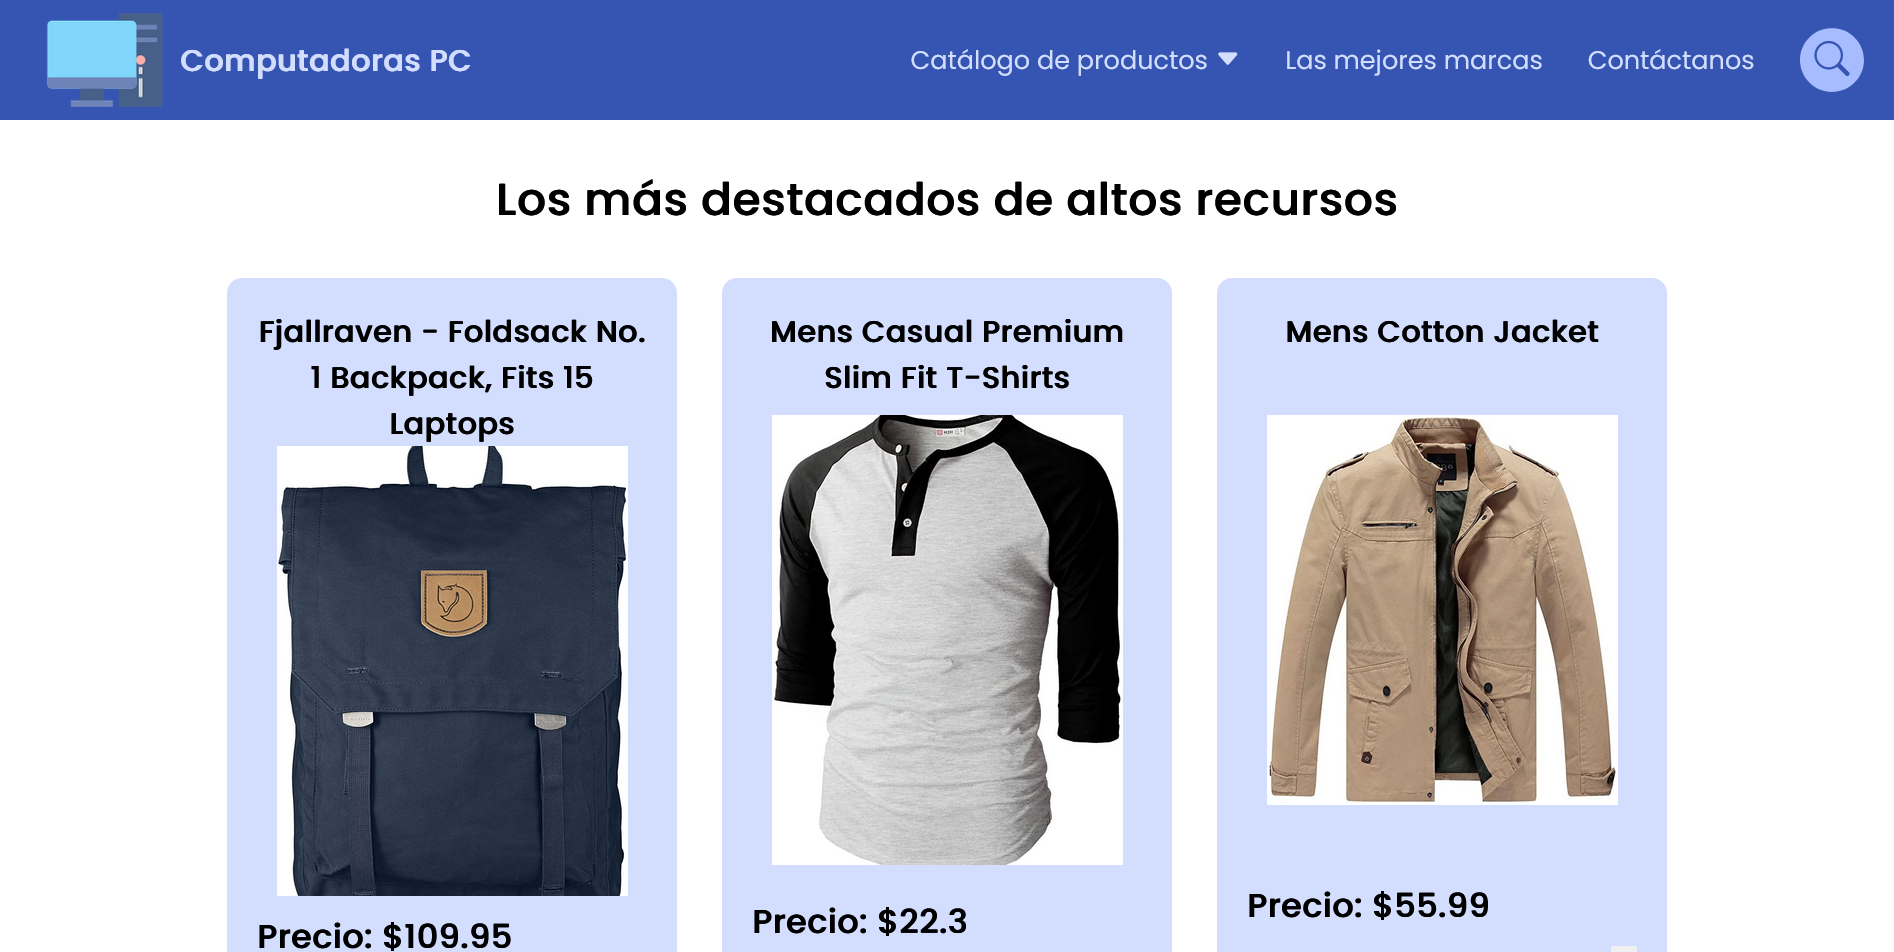 Computadoras PC
Catálogo de productos
Las mejores marcas
Contáctanos
Los más destacados de altos recursos
Fjallraven - Foldsack No.
1 Backpack, Fits 15
Laptops
Precio: $109.95
Mens Casual Premium
Slim Fit T-Shirts
Precio: $22.3
Mens Cotton Jacket
Precio: $55.99